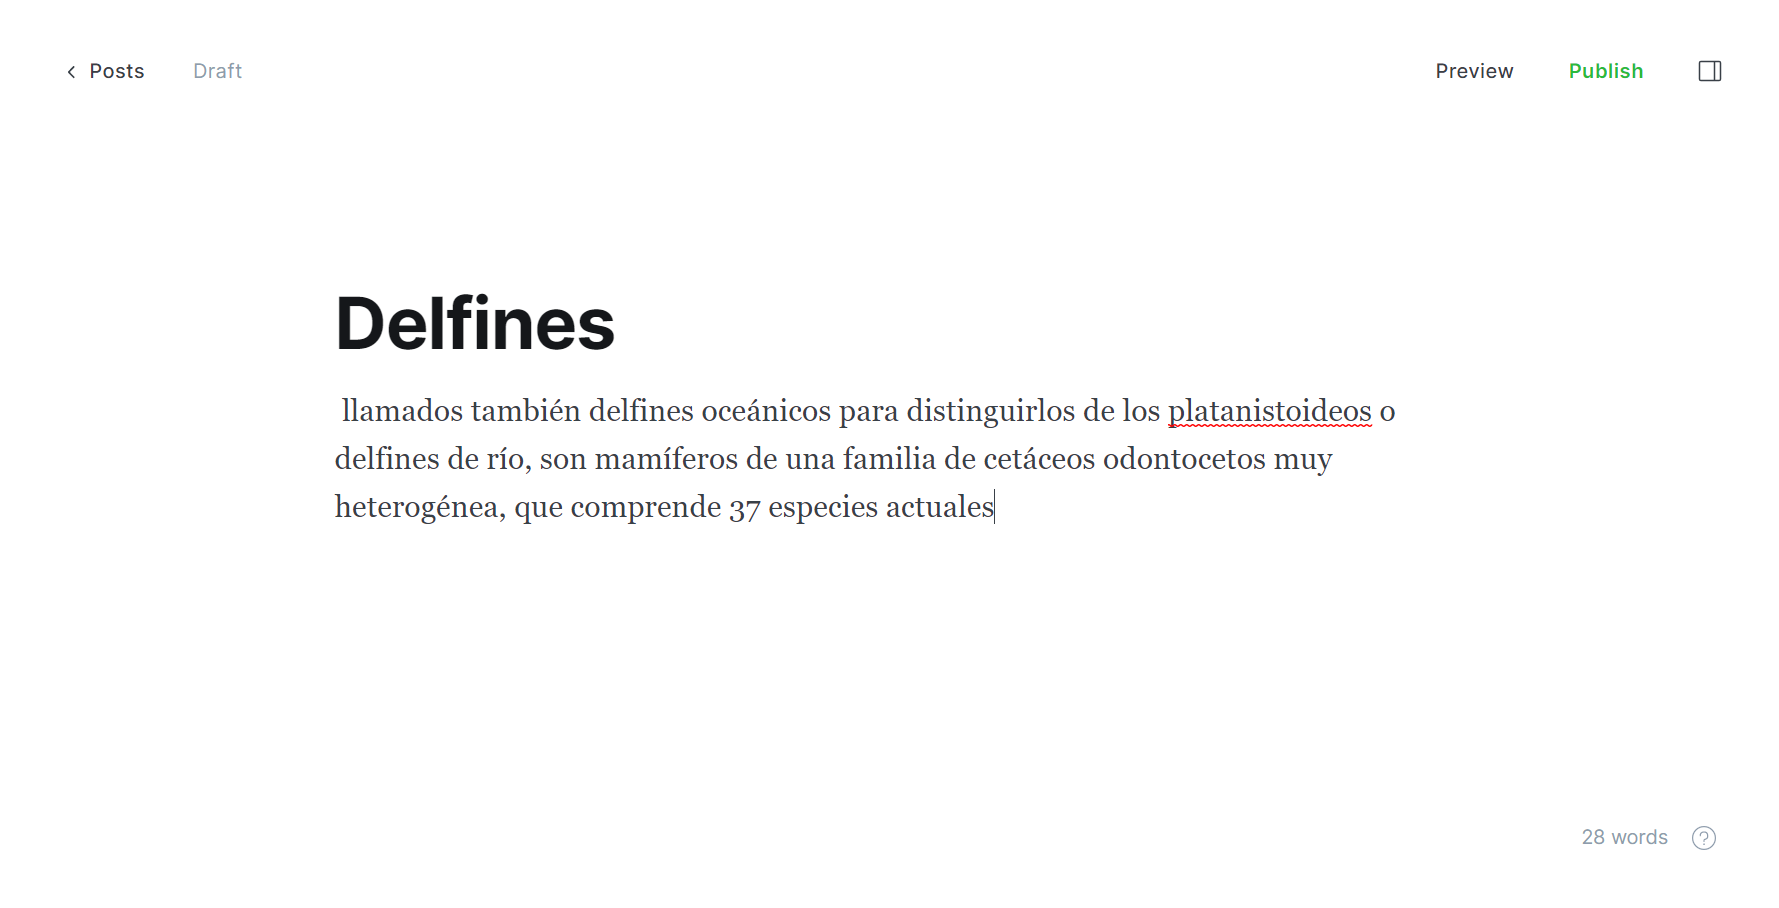 Posts
Draft
Preview
Publish
Delfines
llamados también delfines oceánicos para distinguirlos de los platanistoideos o
delfines de río, son mamíferos de una familia de cetáceos odontocetos muy
heterogénea, que comprende 37 especies actuales
28 words
?